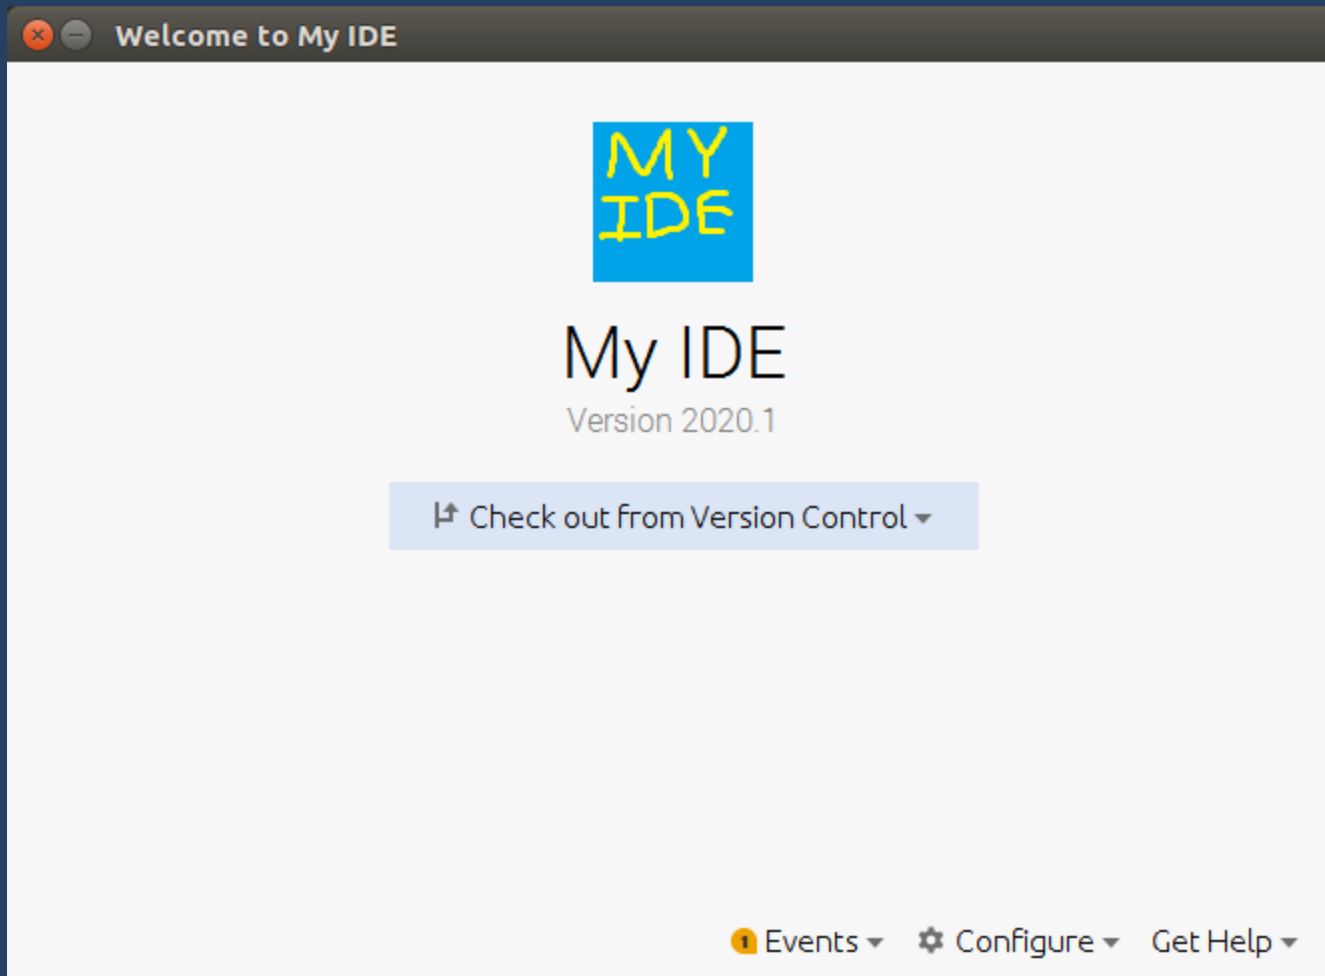 Welcome to My IDE
MY
IDE
My IDE
Version 2020.1
Check out from Version Control
1 Events Configure Get Help